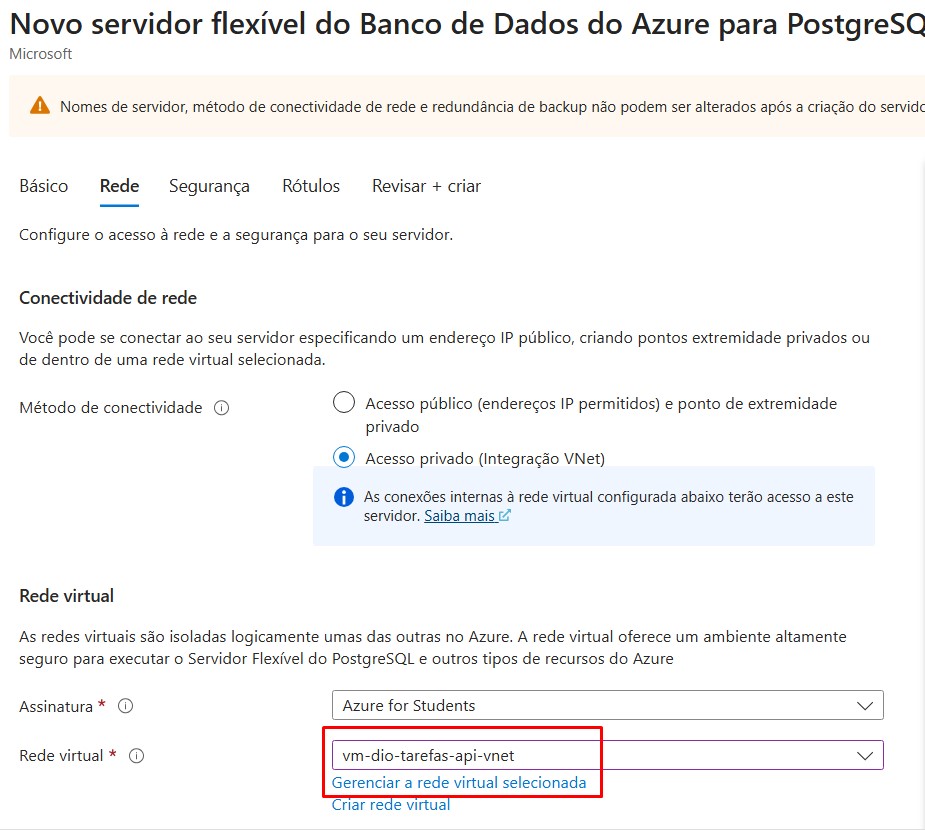 Novo servidor flexível do Banco de Dados do Azure para PostgreSQ
Microsoft
Nomes de servidor, método de conectividade de rede e redundância de backup não podem ser alterados após a criação do servido
Básico Rede Segurança Rótulos Revisar + criar
Configure o acesso à rede e a segurança para o seu servidor.
Conectividade de rede
Você pode se conectar ao seu servidor especificando um endereço IP público, criando pontos extremidade privados ou
de dentro de uma rede virtual selecionada.
Método de conectividade
Acesso público (endereços IP permitidos) e ponto de extremidade
privado
Acesso privado (Integração VNet)
As conexões internas à rede virtual configurada abaixo terão acesso a este
servidor. Saiba mais
Rede virtual
As redes virtuais são isoladas logicamente umas das outras no Azure. A rede virtual oferece um ambiente altamente
seguro para executar o Servidor Flexível do PostgreSQL e outros tipos de recursos do Azure
Assinatura * Azure for Students
Rede virtual * vm-dio-tarefas-api-vnet
Gerenciar a rede virtual selecionada
Criar rede virtual